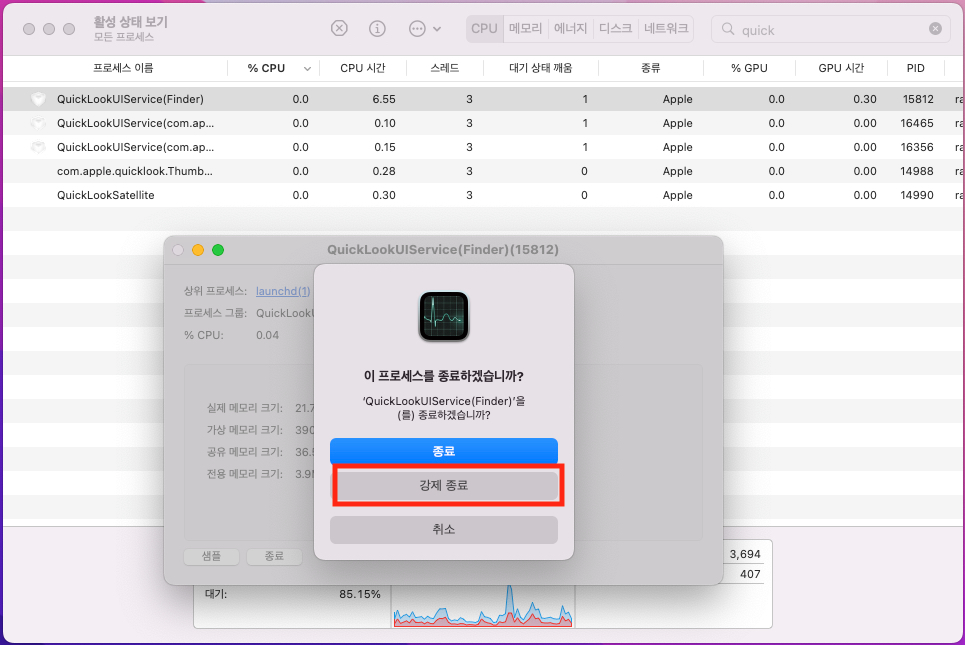 활성 상태 보기
모든 프로세스
CPU 메모리 에너지 디스크 네트워크
quick
프로세스 이름 % CPU CPU 시간 스레드 대기 상태 깨움 종류 % GPU GPU 시간 PID
QuickLookUIService(Finder) 0.0 6.55 3 1 Apple 0.0 0.30 15812 ra
QuickLookUIService(com.ap... 0.0 0.10 3 1 Apple 0.0 0.00 16465 ra
QuickLookUIService(com.ap... 0.0 0.15 3 1 Apple 0.0 0.00 16356 ra
com.apple.quicklook.Thumb... 0.0 0.28 3 0 Apple 0.0 0.00 14988 ra
QuickLookSatellite 0.0 0.30 3 0 Apple 0.0 0.00 14990 ra
QuickLookUIService(Finder)(15812)
상위 프로세스: launchd(1)
프로세스 그룹: QuickLookU
% CPU: 0.04
실제 메모리 크기: 21.7
가상 메모리 크기: 390
공유 메모리 크기: 36.5
전용 메모리 크기: 3.9M
샘플 종료
이 프로세스를 종료하겠습니까?
‘QuickLookUIService(Finder)’을
(를) 종료하겠습니까?
종료
강제 종료
취소
3,694
407
대기: 85.15%